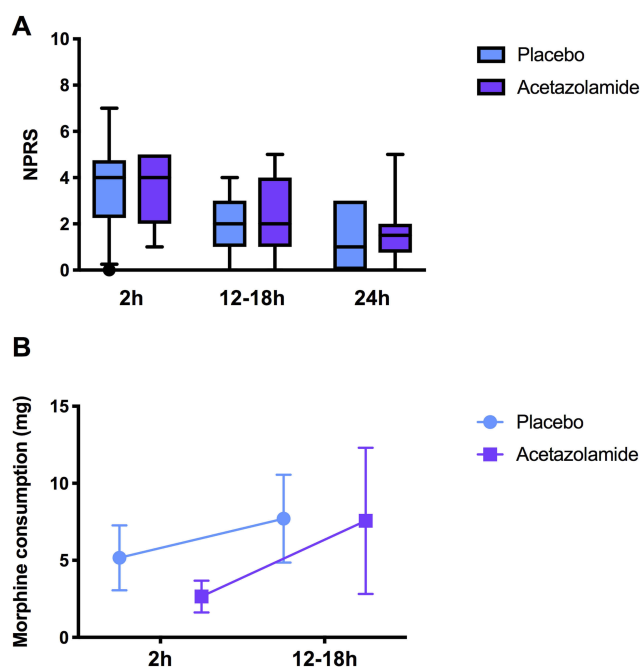 A
10
8
6
4
2
0
NPRS
2h 12-18h 24h
Placebo
Acetazolamide
B
15
10
5
0
Morphine consumption (mg)
2h 12-18h
Placebo
Acetazolamide